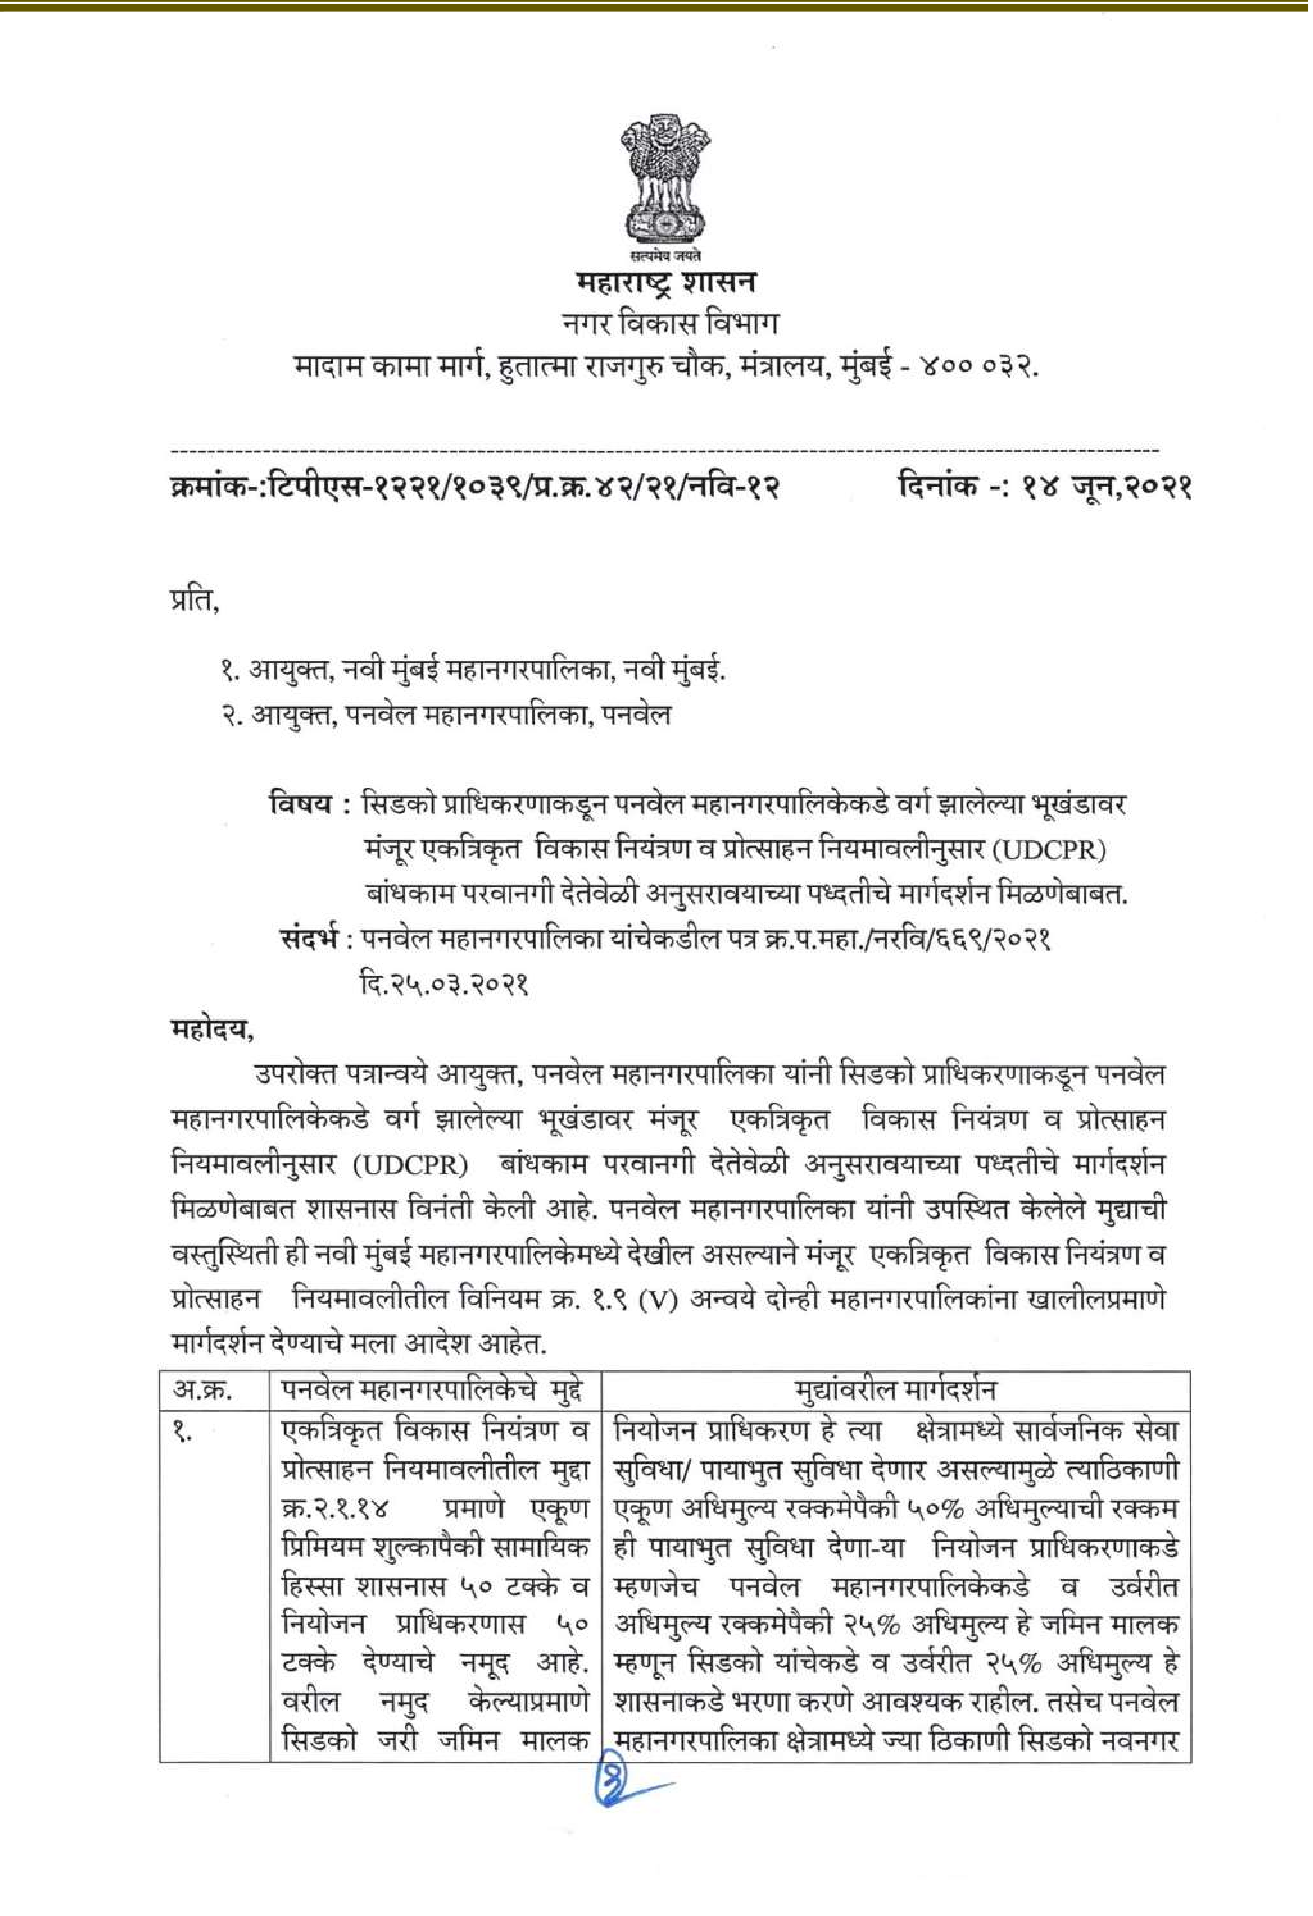 सत्यमेव जयते
महाराष्ट्र शासन
नगर विकास विभाग
मादाम कामा मार्ग, हुतात्मा राजगुरु चौक, मंत्रालय, मुंबई - ४०० ०३२.
क्रमांक-:टिपीएस-१२२१/१०३९/प्र.क्र.४२/२१/नवि-१२ दिनांक -: १४ जून,२०२१
प्रति,
१. आयुक्त, नवी मुंबई महानगरपालिका, नवी मुंबई.
२. आयुक्त, पनवेल महानगरपालिका, पनवेल
विषय : सिडको प्राधिकरणाकडून पनवेल महानगरपालिकेकडे वर्ग झालेल्या भूखंडावर
मंजूर एकत्रिकृत विकास नियंत्रण व प्रोत्साहन नियमावलीनुसार (UDCPR)
बांधकाम परवानगी देतेवेळी अनुसरावयाच्या पध्दतीचे मार्गदर्शन मिळणेबाबत.
संदर्भ : पनवेल महानगरपालिका यांचेकडील पत्र क्र.प.महा./नरवि/६६९/२०२१
दि.२५.०३.२०२१
महोदय,
उपरोक्त पत्रान्वये आयुक्त, पनवेल महानगरपालिका यांनी सिडको प्राधिकरणाकडून पनवेल
महानगरपालिकेकडे वर्ग झालेल्या भूखंडावर मंजूर एकत्रिकृत विकास नियंत्रण व प्रोत्साहन
नियमावलीनुसार (UDCPR) बांधकाम परवानगी देतेवेळी अनुसरावयाच्या पध्दतीचे मार्गदर्शन
मिळणेबाबत शासनास विनंती केली आहे. पनवेल महानगरपालिका यांनी उपस्थित केलेले मुद्याची
वस्तुस्थिती ही नवी मुंबई महानगरपालिकेमध्ये देखील असल्याने मंजूर एकत्रिकृत विकास नियंत्रण व
प्रोत्साहन नियमावलीतील विनियम क्र. १.९ (V) अन्वये दोन्ही महानगरपालिकांना खालीलप्रमाणे
मार्गदर्शन देण्याचे मला आदेश आहेत.
अ.क्र. पनवेल महानगरपालिकेचे मुद्दे मुद्यांवरील मार्गदर्शन
१. एकत्रिकृत विकास नियंत्रण व नियोजन प्राधिकरण हे त्या क्षेत्रामध्ये सार्वजनिक सेवा
प्रोत्साहन नियमावलीतील मुद्दा सुविधा/ पायाभुत सुविधा देणार असल्यामुळे त्याठिकाणी
क्र.२.१.१४ प्रमाणे एकूण एकूण अधिमुल्य रक्कमेपैकी ५०% अधिमुल्याची रक्कम
प्रिमियम शुल्कापैकी सामायिक ही पायाभुत सुविधा देणा-या नियोजन प्राधिकरणाकडे
हिस्सा शासनास ५० टक्के व म्हणजेच पनवेल महानगरपालिकेकडे व उर्वरीत
नियोजन प्राधिकरणास ५० अधिमुल्य रक्कमेपैकी २५% अधिमुल्य हे जमिन मालक
टक्के देण्याचे नमूद आहे. म्हणून सिडको यांचेकडे व उर्वरीत २५% अधिमुल्य हे
वरील नमुद केल्याप्रमाणे शासनाकडे भरणा करणे आवश्यक राहील. तसेच पनवेल
सिडको जरी जमिन मालक महानगरपालिका क्षेत्रामध्ये ज्या ठिकाणी सिडको नवनगर